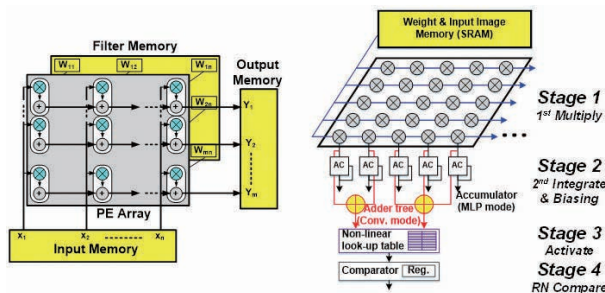 Filter Memory
W11
W12
W1n
Output
Memory
W2n
Y1
Y2
Wmn
Ym
PE Array
X1
X2
Xn
Input Memory
Weight & Input Image
Memory (SRAM)
Stage 1
1st Multiply
AC
AC
AC
AC
AC
Stage 2
2nd Integrate
& Biasing
Accumulator
(MLP mode)
Adder tree
(Conv. mode)
Non-linear
look-up table
Stage 3
Activate
Comparator
Reg.
Stage 4
RN Compare